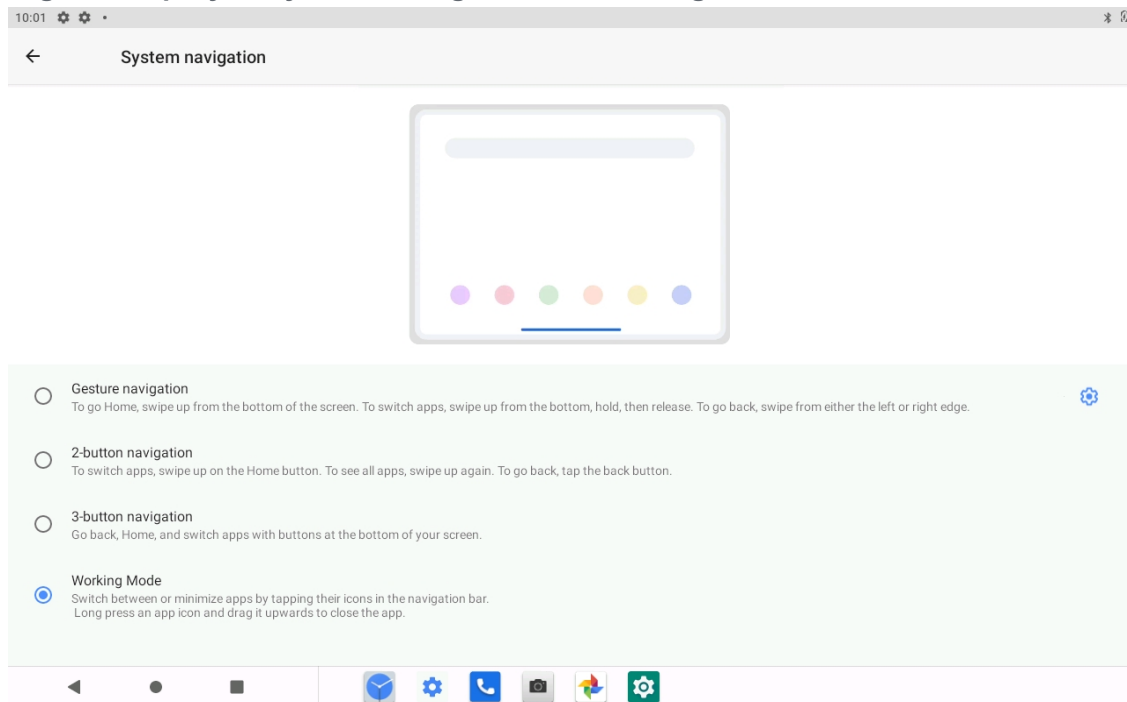 10:01
System navigation
Gesture navigation
To go Home, swipe up from the bottom of the screen. To switch apps, swipe up from the bottom, hold, then release. To go back, swipe from either the left or right edge.
2-button navigation
To switch apps, swipe up on the Home button. To see all apps, swipe up again. To go back, tap the back button.
3-button navigation
Go back, Home, and switch apps with buttons at the bottom of your screen.
Working Mode
Switch between or minimize apps by tapping their icons in the navigation bar.
Long press an app icon and drag it upwards to close the app.